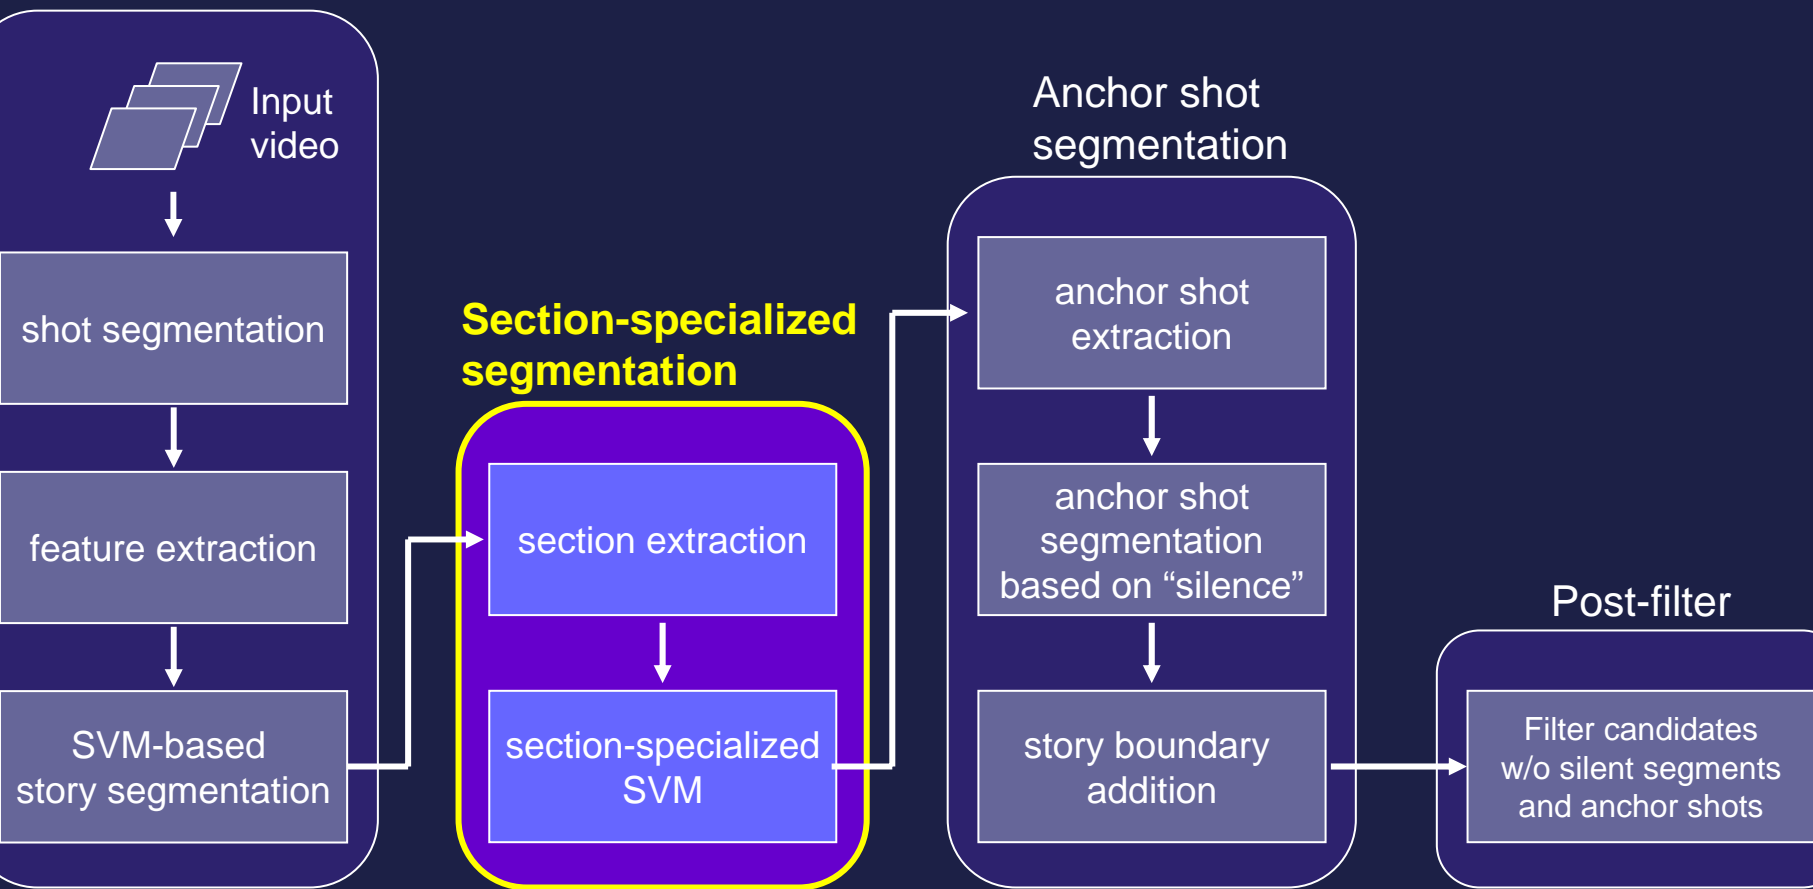 Input
video
shot segmentation
feature extraction
SVM-based
story segmentation
Section-specialized
segmentation
section extraction
section-specialized
SVM
Anchor shot
segmentation
anchor shot
extraction
anchor shot
segmentation
based on “silence”
story boundary
addition
Post-filter
Filter candidates
w/o silent segments
and anchor shots